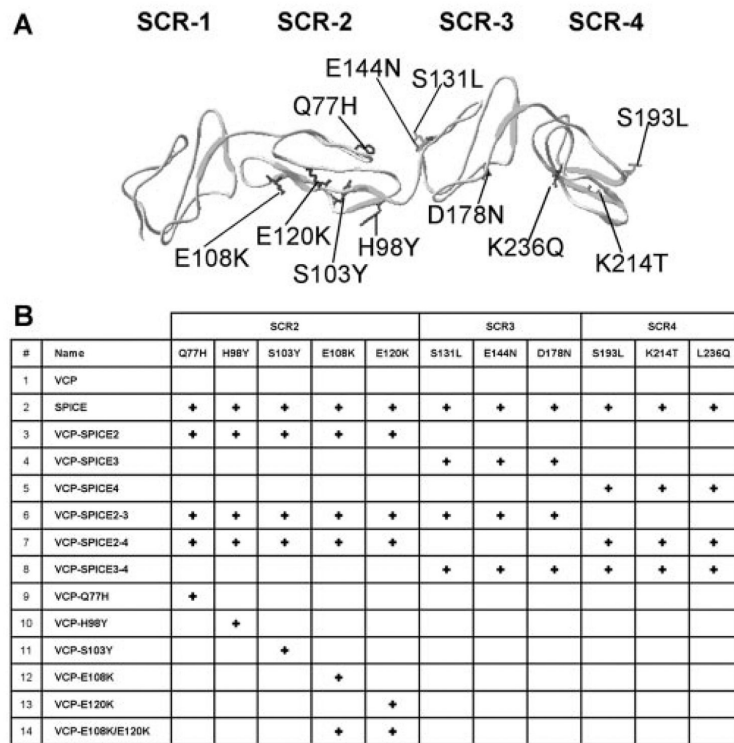 A SCR-1 SCR-2 SCR-3 SCR-4
E144N
S131L
Q77H
S193L
E108K
E120K
S103Y
H98Y
D178N
K236Q
K214T
B
SCR2 SCR3 SCR4
# Name Q77H H98Y S103Y E108K E120K S131L E144N D178N S193L K214T L236Q
1 VCP
2 SPICE + + + + + + + + + + +
3 VCP-SPICE2 + + + + +
4 VCP-SPICE3 + + +
5 VCP-SPICE4 + + +
6 VCP-SPICE2-3 + + + + + + + +
7 VCP-SPICE2-4 + + + + + + + +
8 VCP-SPICE3-4 + + + + + +
9 VCP-Q77H +
10 VCP-H98Y +
11 VCP-S103Y +
12 VCP-E108K +
13 VCP-E120K +
14 VCP-E108K/E120K + +